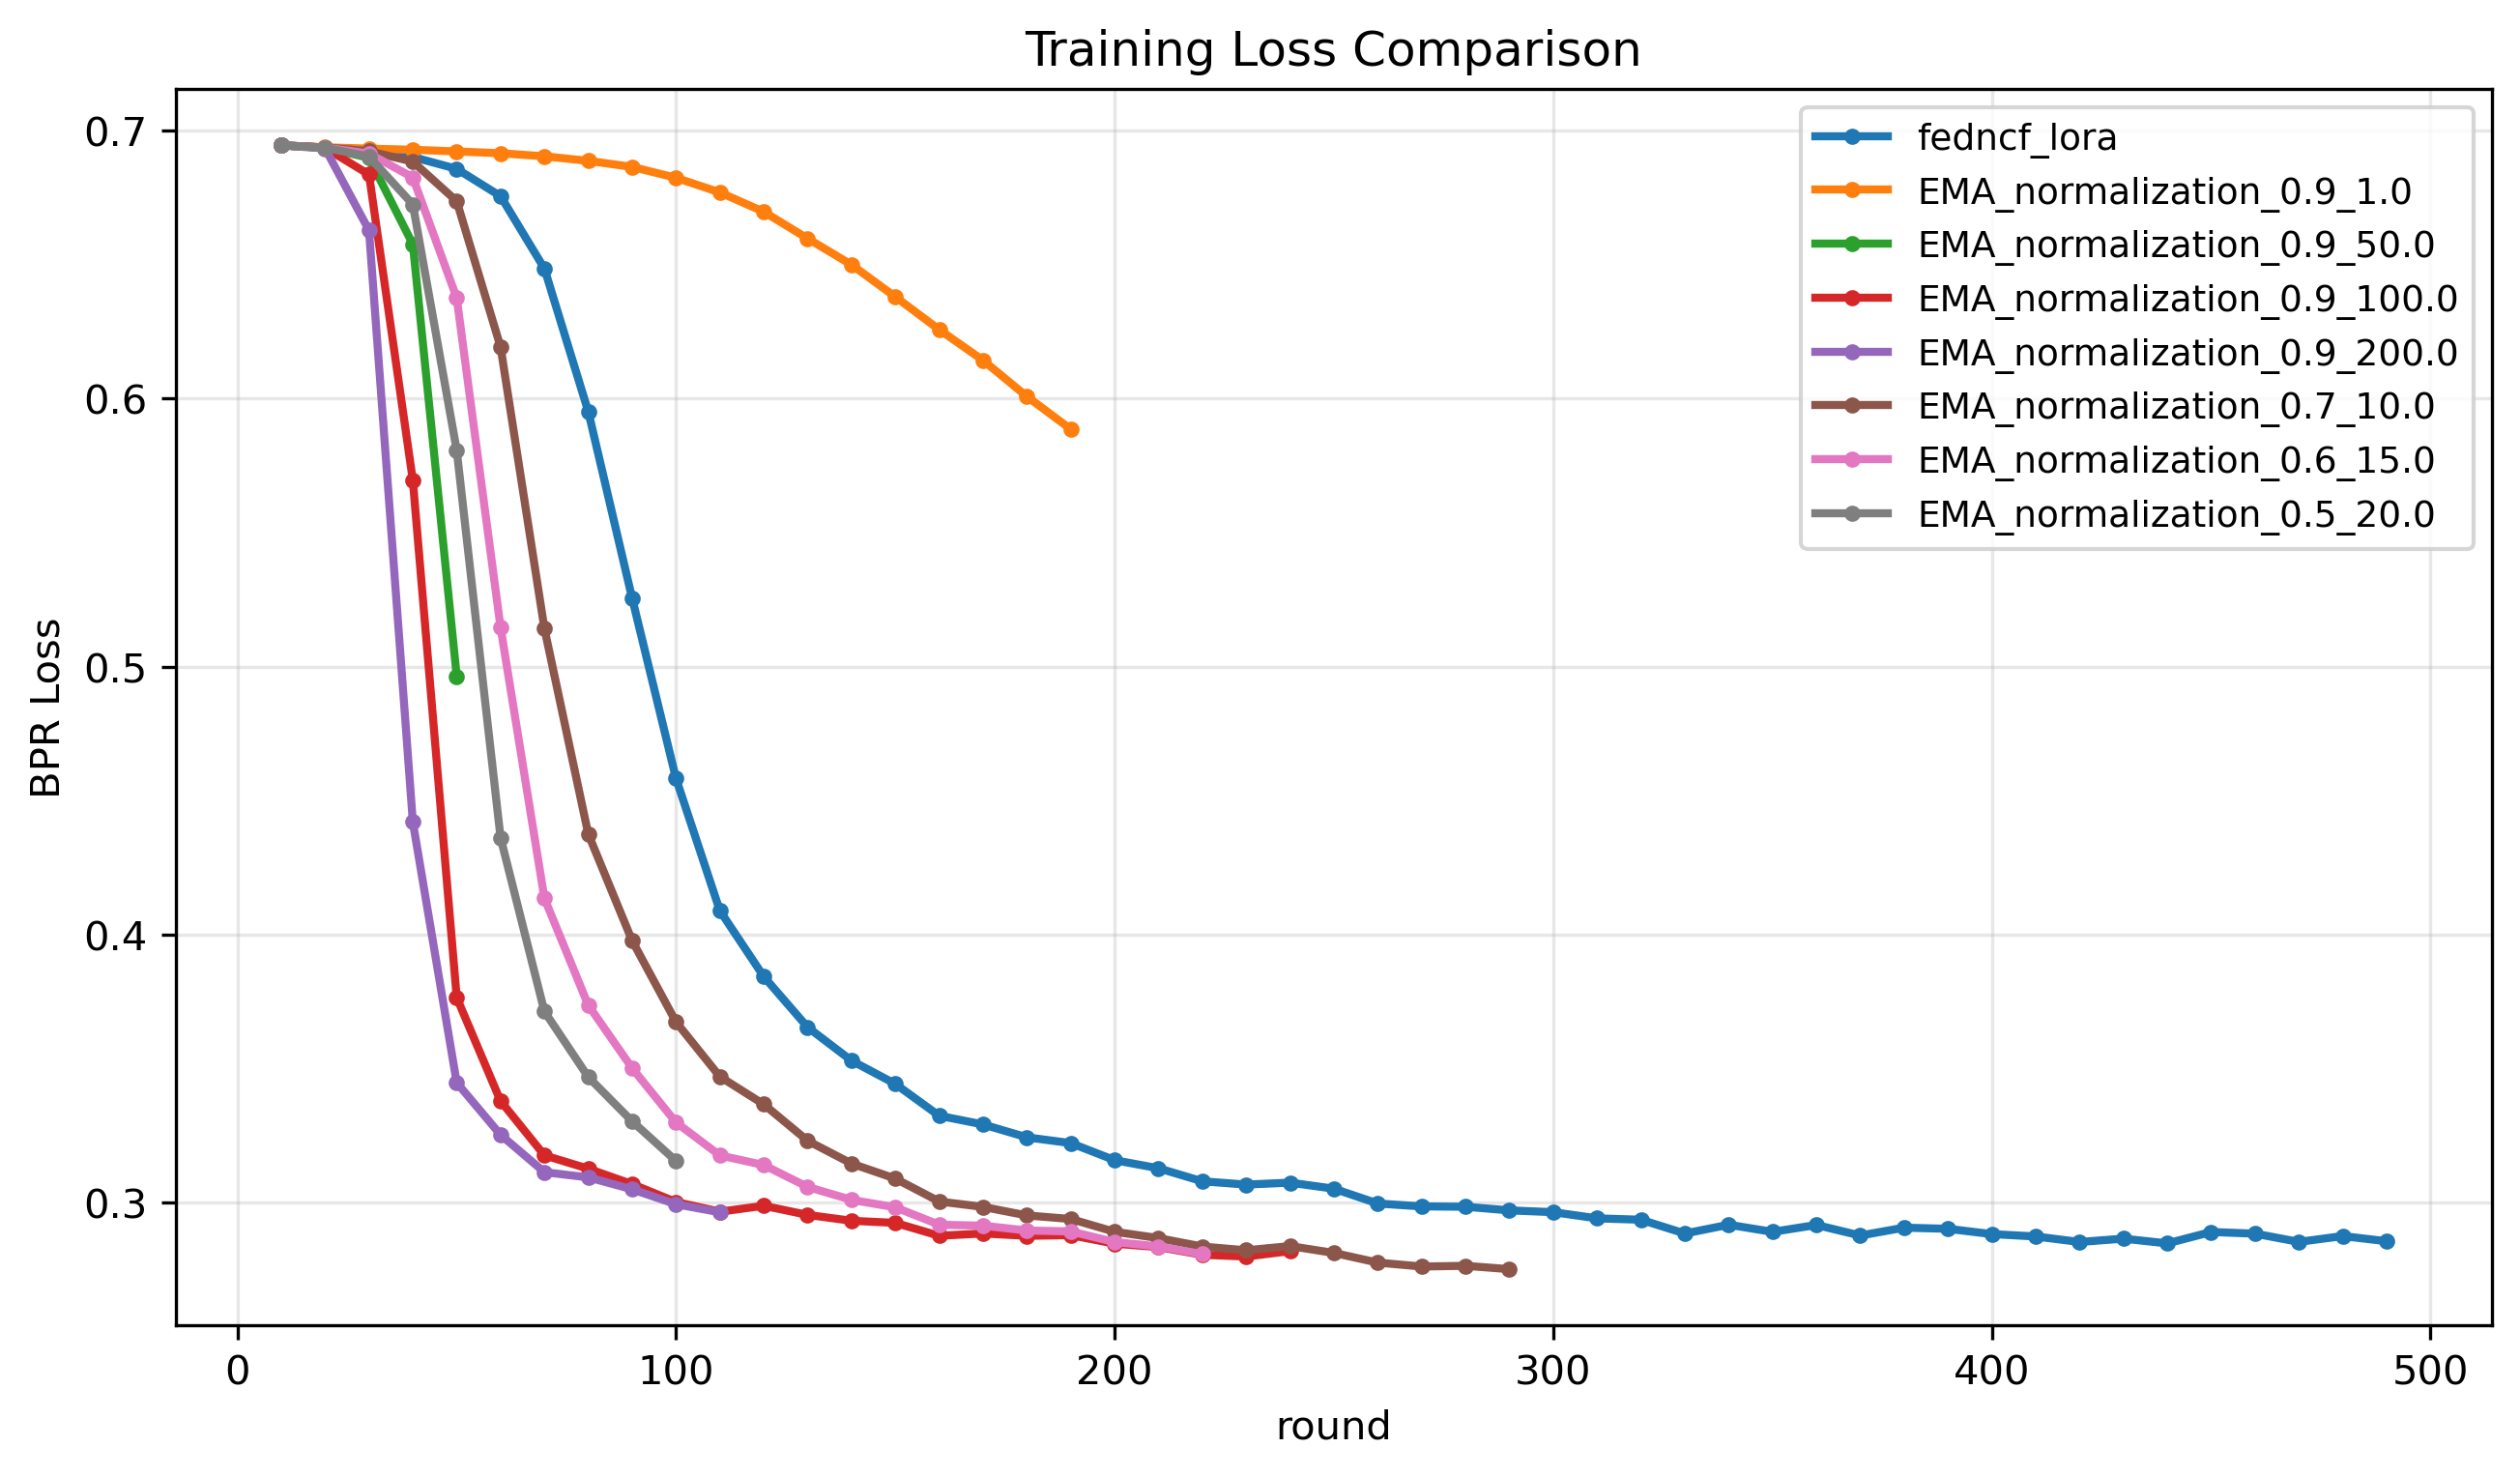 Training Loss Comparison
0.7
0.6
0.5
0.4
0.3
BPR Loss
0
100
200
300
400
500
round
fedncf_lora
EMA_normalization_0.9_1.0
EMA_normalization_0.9_50.0
EMA_normalization_0.9_100.0
EMA_normalization_0.9_200.0
EMA_normalization_0.7_10.0
EMA_normalization_0.6_15.0
EMA_normalization_0.5_20.0